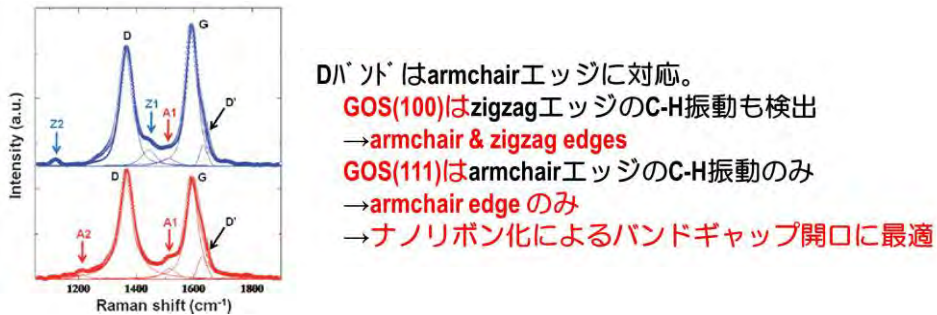 D
G
Z2
Z1
A1
D'
D
G
A2
A1
D'
Intensity (a.u.)
1200 1400 1600 1800
Raman shift (cm⁻¹)
Dバンドはarmchairエッジに対応。
GOS(100)はzigzagエッジのC-H振動も検出
→armchair & zigzag edges
GOS(111)はarmchairエッジのC-H振動のみ
→armchair edge のみ
→ナノリボン化によるバンドギャップ開口に最適